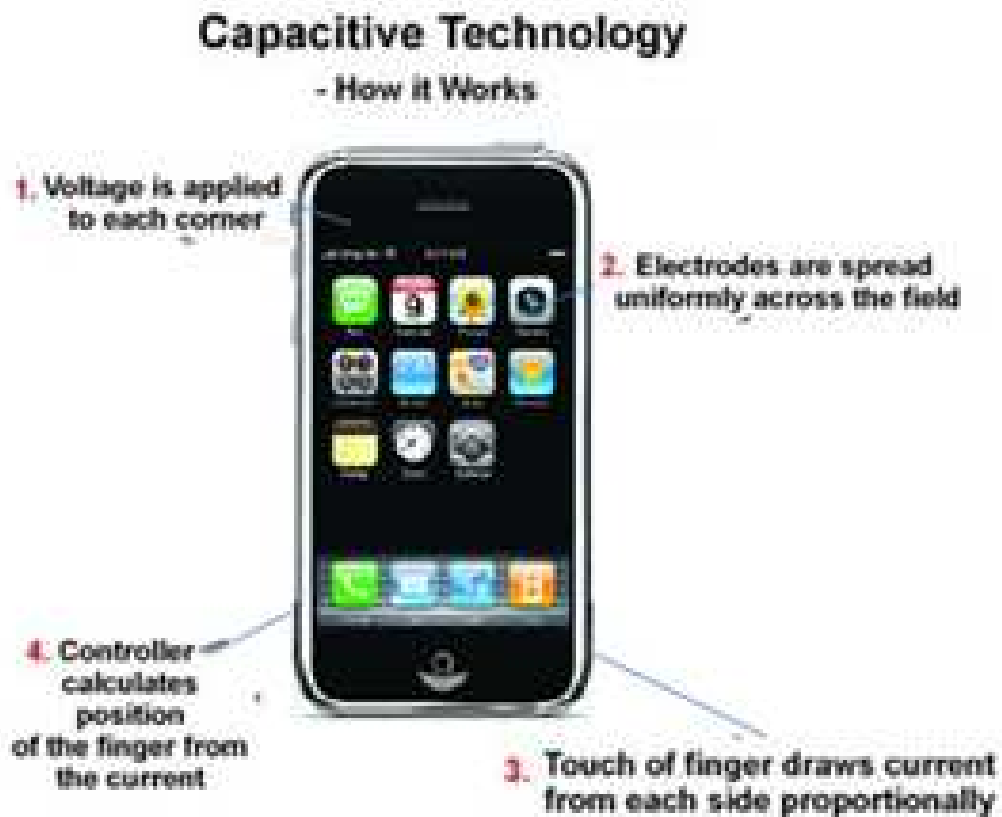 Capacitive Technology
- How it Works
1. Voltage is applied
to each corner
2. Electrodes are spread
uniformly across the field
9
4. Controller
calculates
position
of the finger from
the current
3. Touch of finger draws current
from each side proportionally